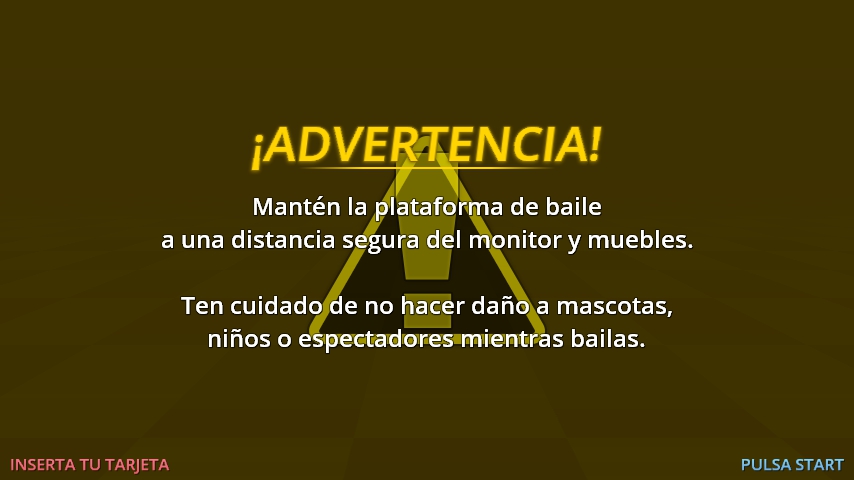 ¡ADVERTENCIA!
Mantén la plataforma de baile
a una distancia segura del monitor y muebles.
Ten cuidado de no hacer daño a mascotas,
niños o espectadores mientras bailas.
INSERTA TU TARJETA
PULSA START